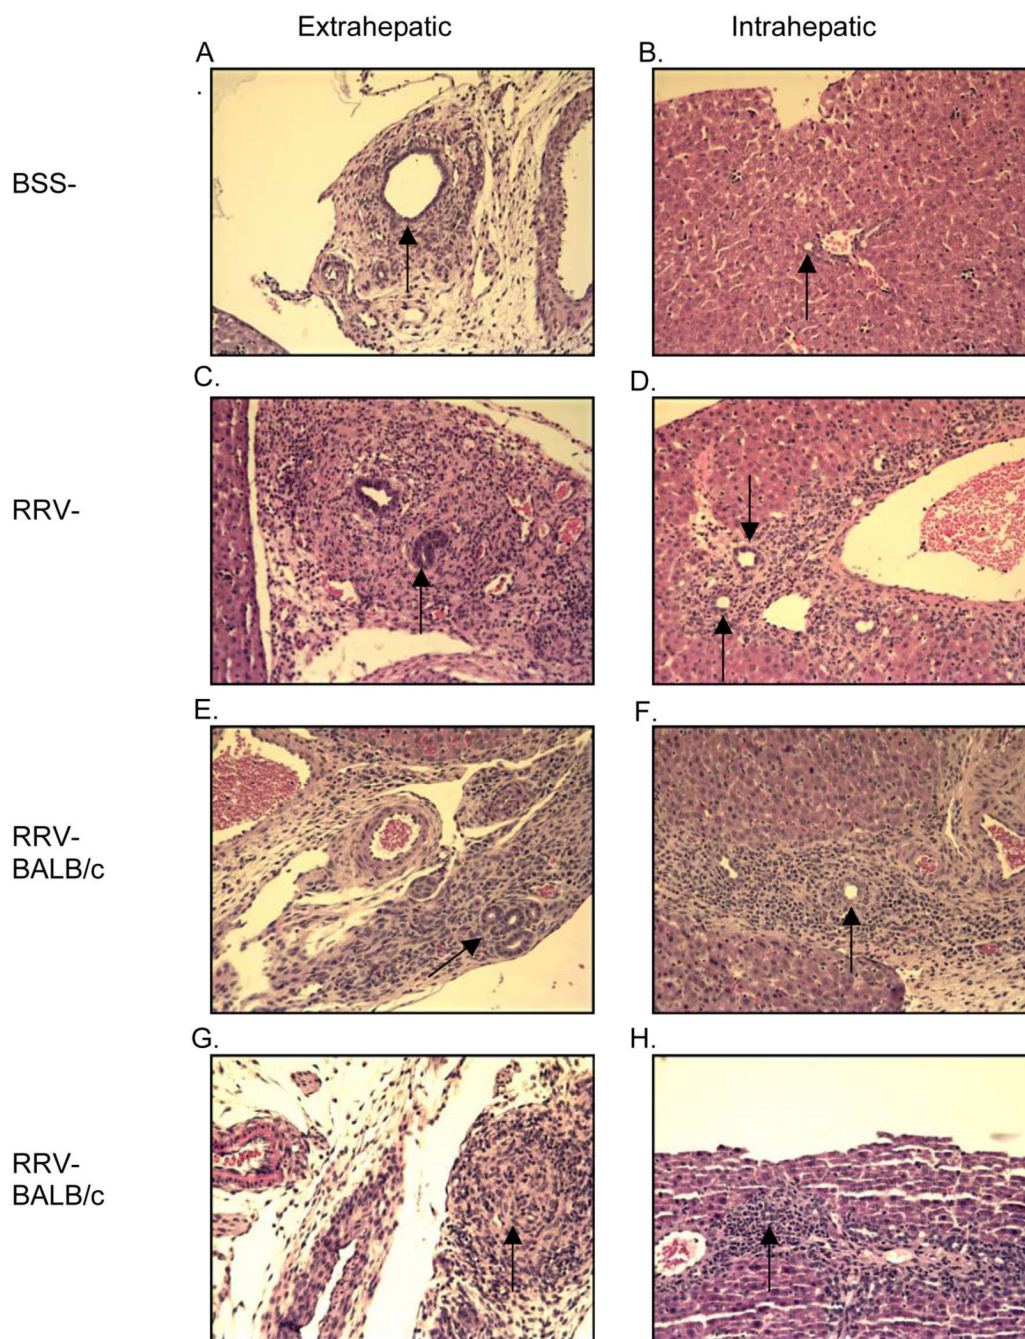 Extrahepatic Intrahepatic
A B.
.
BSS-
C. D.
RRV-
E. F.
RRV-
BALB/c
G. H.
RRV-
BALB/c